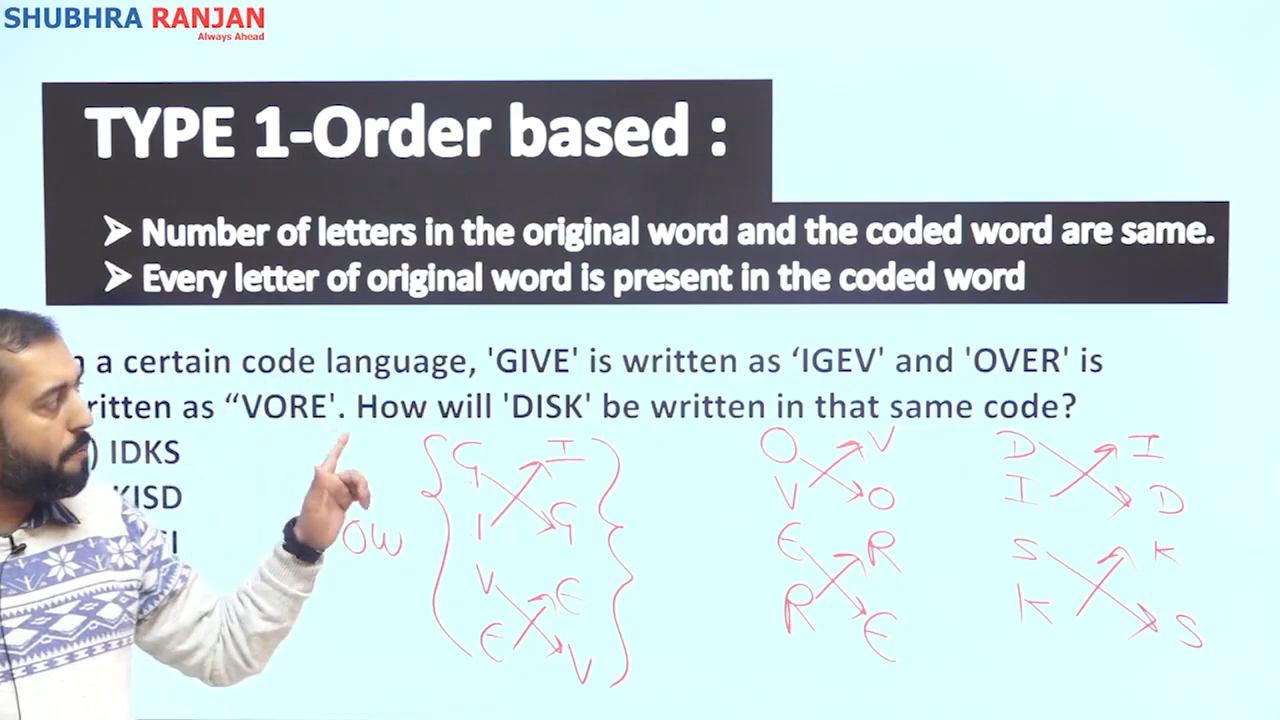 SHUBHRA RANJAN
Always Ahead
TYPE 1-Order based :
➢ Number of letters in the original word and the coded word are same.
➢ Every letter of original word is present in the coded word
a certain code language, 'GIVE' is written as ‘IGEV' and 'OVER' is
ritten as “VORE'. How will 'DISK' be written in that same code?
) IDKS
KISD
OW
G I
I G
V E
E V
O V
V O
E R
R E
D I
I D
S K
K S